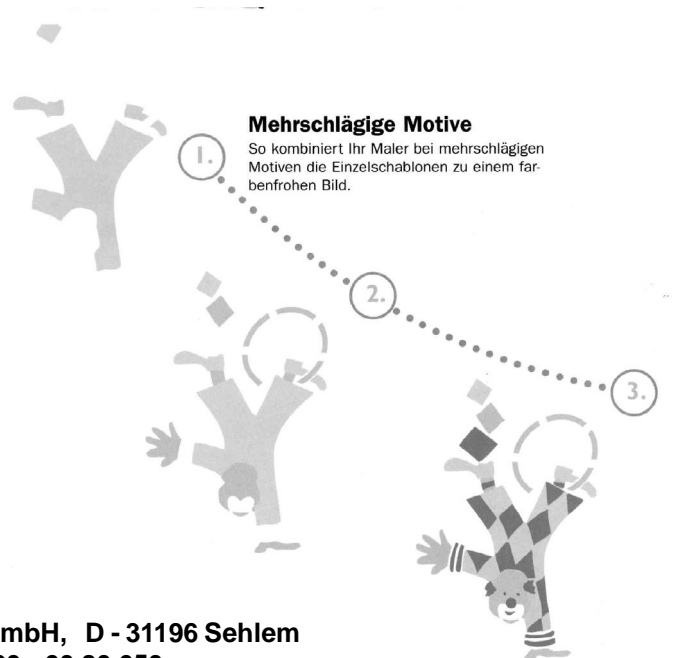 Mehrschlägige Motive
So kombiniert Ihr Maler bei mehrschlägigen
Motiven die Einzelschablonen zu einem far-
benfrohen Bild.
1.
2.
3.
mbH, D - 31196 Sehlem